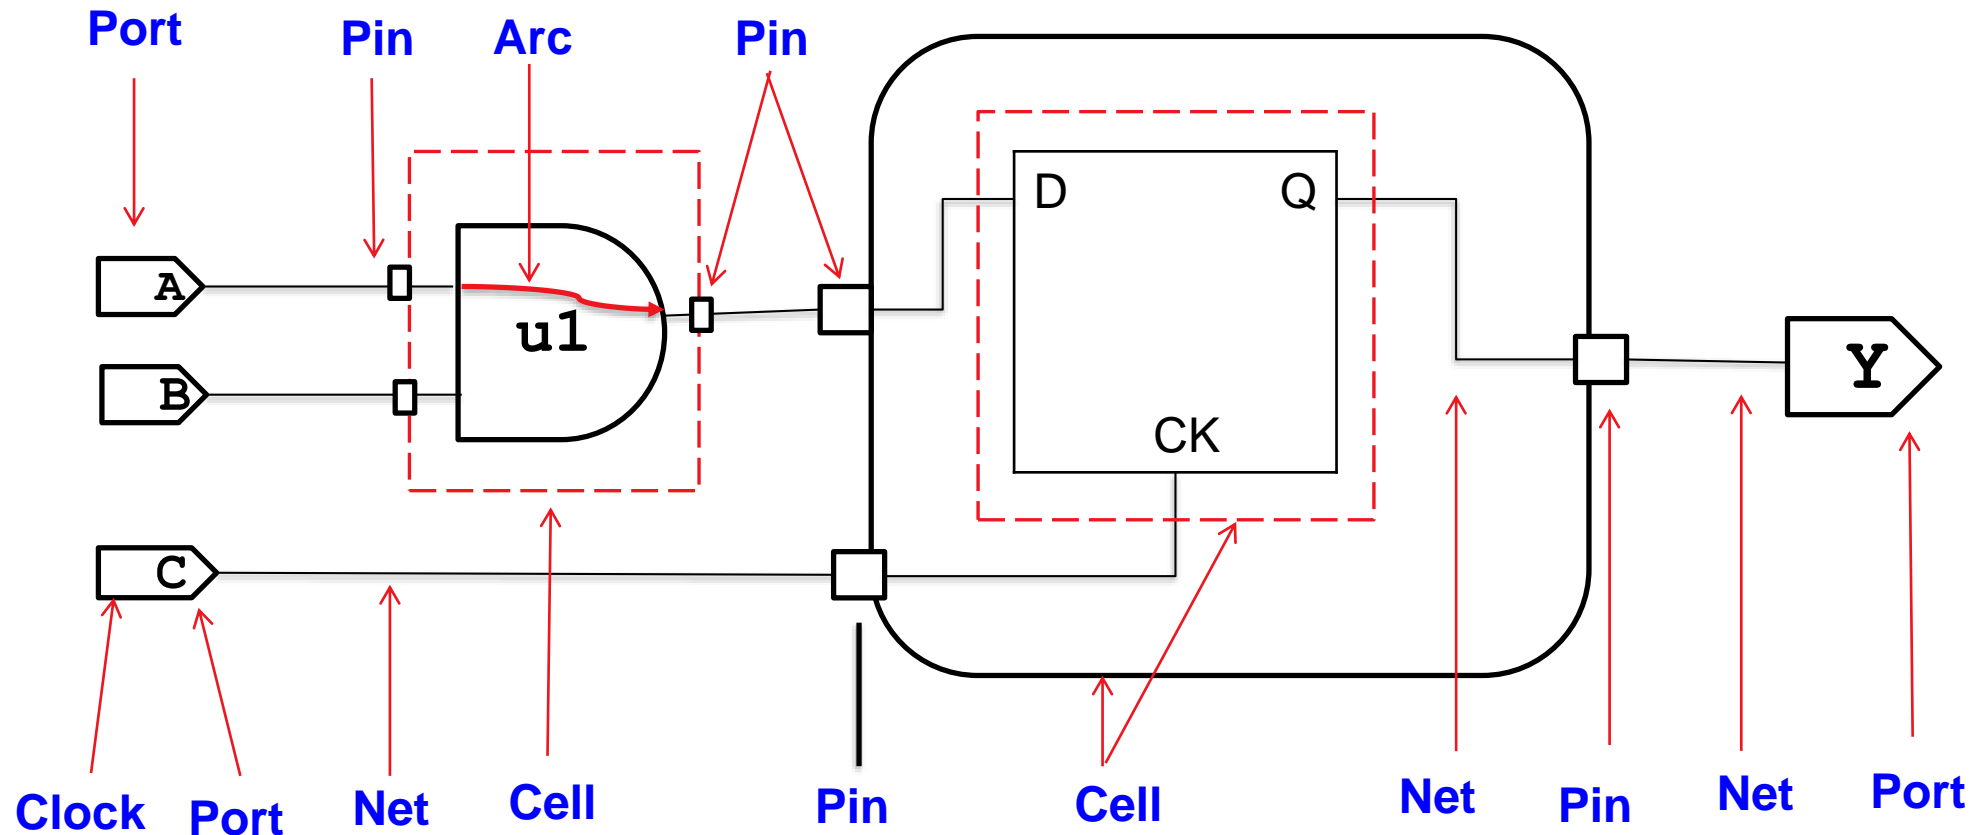 Port
Pin
Arc
Pin
D
Q
A
u1
B
Y
CK
C
Clock
Port
Net
Cell
Pin
Cell
Net
Pin
Net
Port